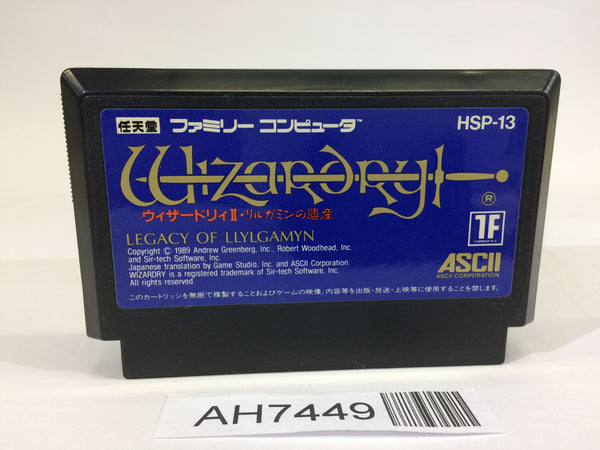 任天堂 ファミリー コンピュータ™ HSP-13
Wizardry
®
ウィザードリィII・リルガミンの遺産
LEGACY OF LLYLGAMYN
Copyright © 1989 Andrew Greenberg, Inc., Robert Woodhead, Inc.
and Sir-tech Software, Inc.
Japanese translation by Game Studio, Inc. and ASCII Corporation.
WIZARDRY is a registered trademark of Sir-tech Software, Inc.
All rights reserved.
1F
ASCII
ASCII CORPORATION
このカートリッジを無断で複製することおよびゲームの映像、内容等を出版・放送・上映等に使用することを禁じます。
AH7449